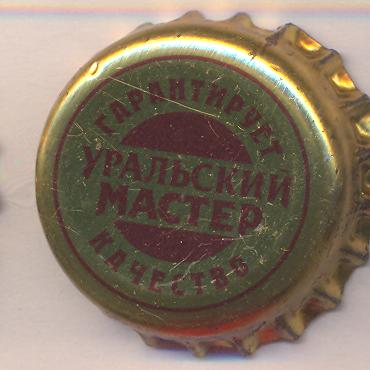 ГАРАНТИРУЕТ
УРАЛЬСКИЙ
МАСТЕР
КАЧЕСТВО